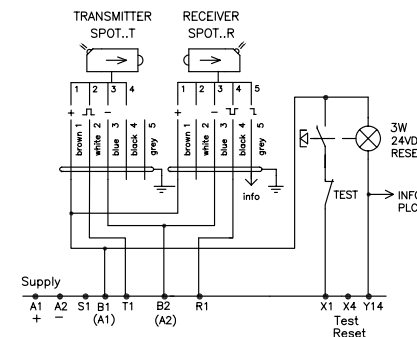 TRANSMITTER
SPOT..T
RECEIVER
SPOT..R
1 2 3 4
1 2 3 4 5
+ −
+ −
brown 1
white 2
blue 3
black 4
grey 5
brown 1
white 2
blue 3
black 4
grey 5
info
3W
24VD
RESE
TEST
INFO
PLC
Supply
A1 A2 S1 B1 T1 B2 R1 X1 X4 Y14
+ − (A1) (A2)
Test
Reset